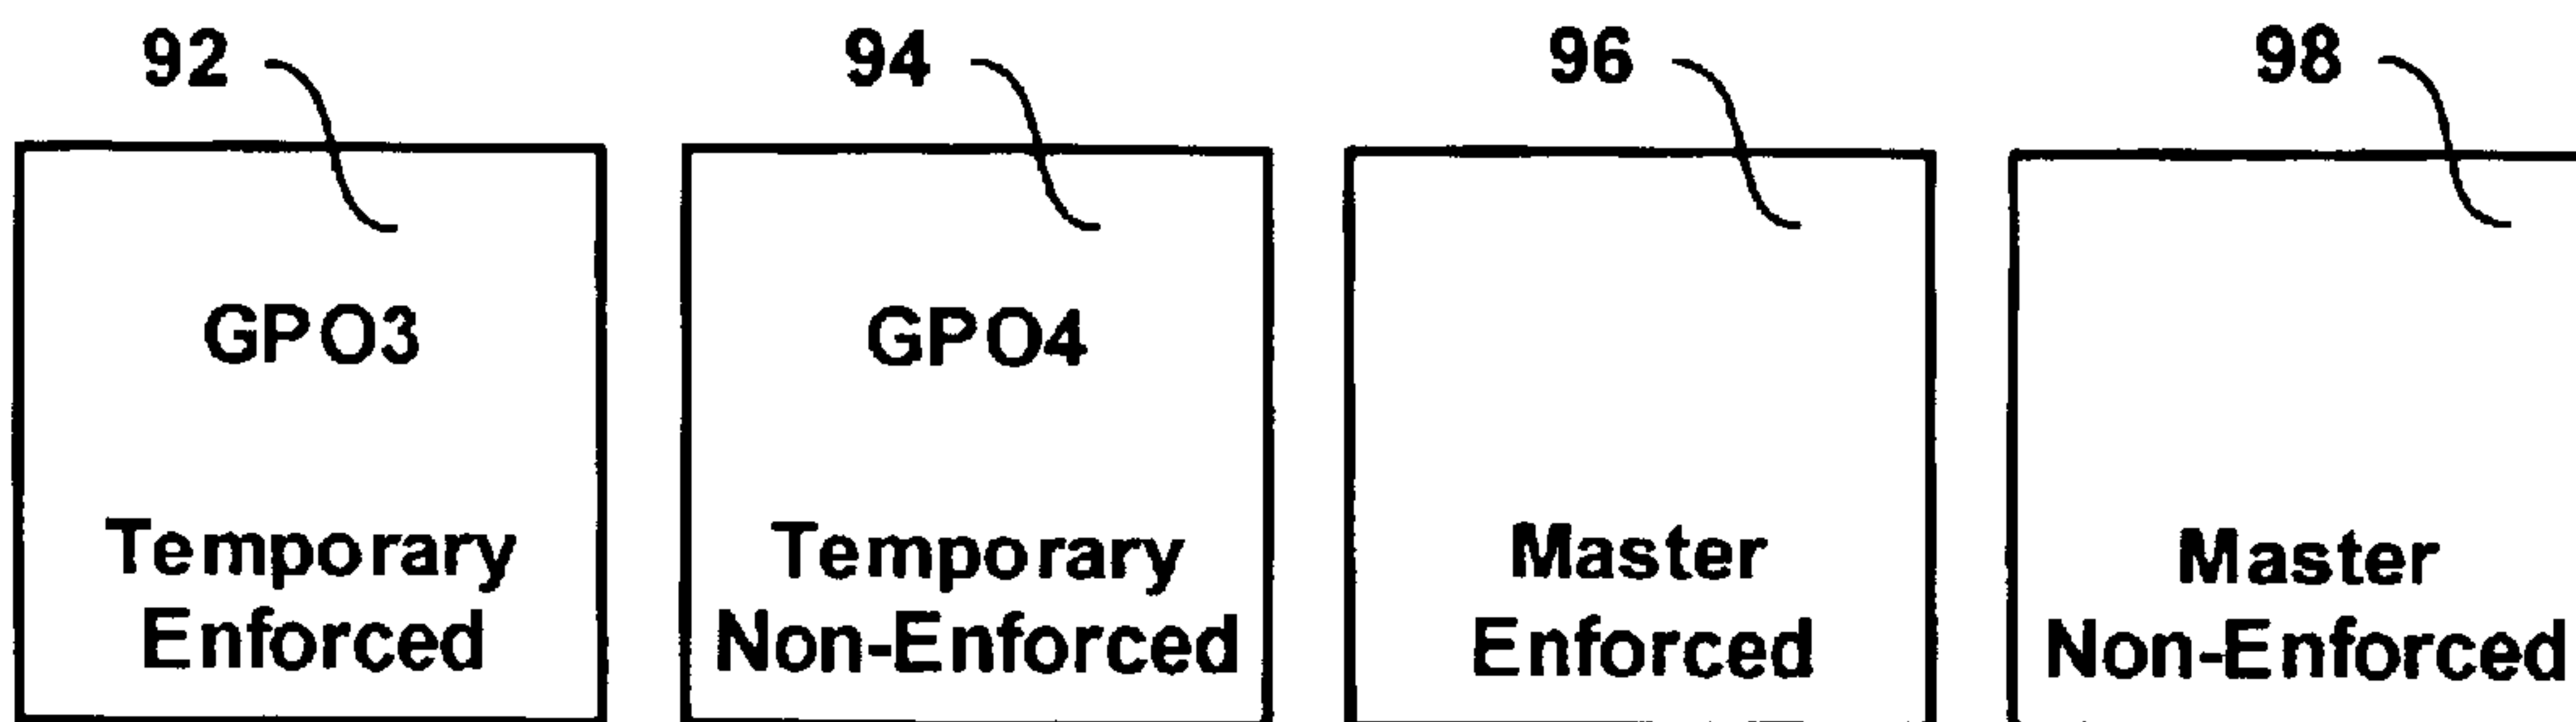 92
94
96
98
GPO3
GPO4
Temporary
Enforced
Temporary
Non-Enforced
Master
Enforced
Master
Non-Enforced